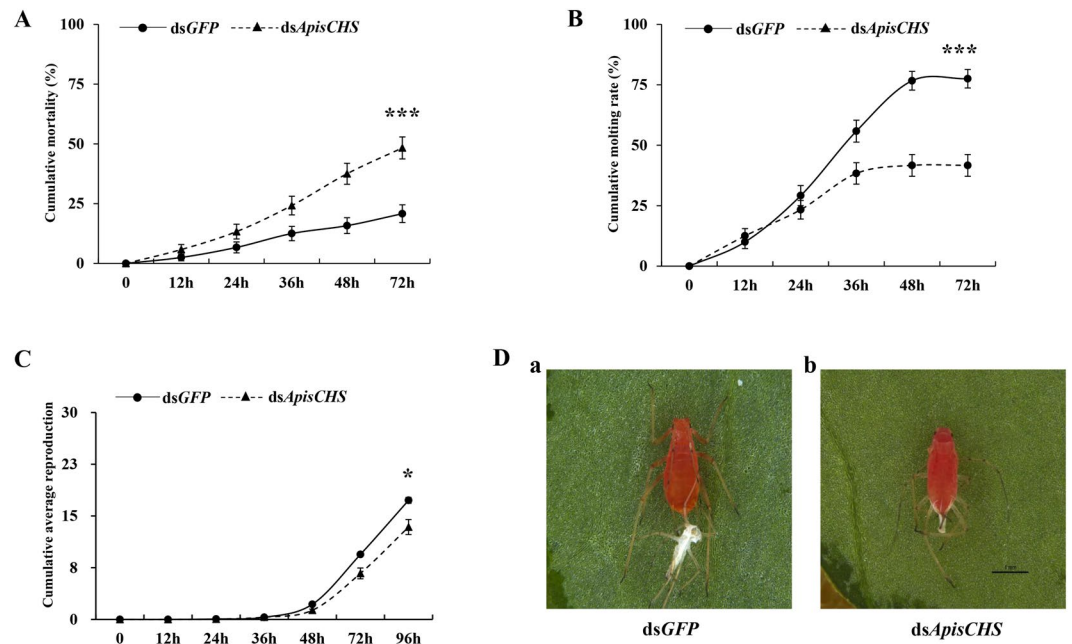 A
100
75
50
25
0
Cumulative mortality (%)
dsGFP
dsApisCHS
***
0 12h 24h 36h 48h 72h
B
100
75
50
25
0
Cumulative molting rate (%)
dsGFP
dsApisCHS
***
0 12h 24h 36h 48h 72h
C
30
23
15
8
0
Cumulative average reproduction
dsGFP
dsApisCHS
*
0 12h 24h 36h 48h 72h 96h
D
a
b
dsGFP
dsApisCHS